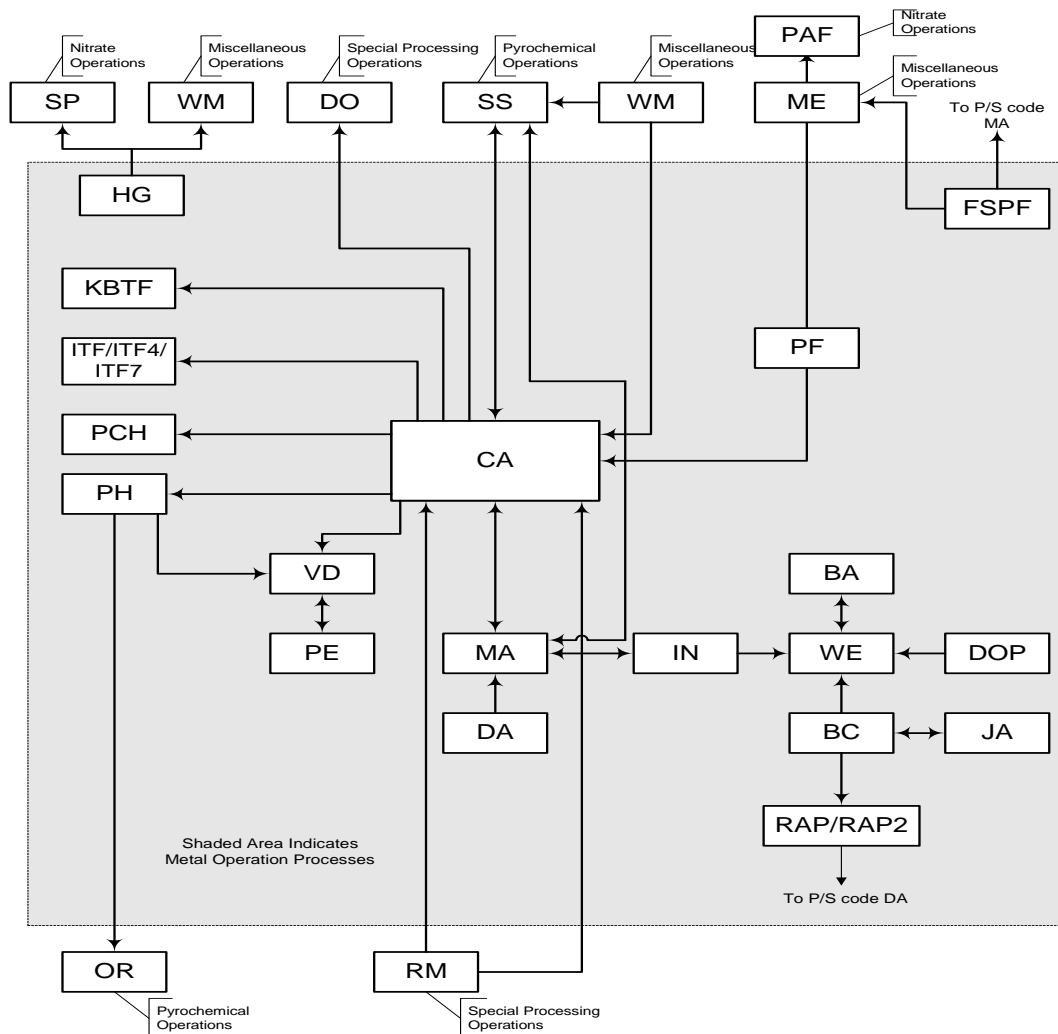 Nitrate
Operations
Miscellaneous
Operations
Special Processing
Operations
Pyrochemical
Operations
Miscellaneous
Operations
PAF
Nitrate
Operations
SP
WM
DO
SS
WM
ME
Miscellaneous
Operations
To P/S code
MA
HG
FSPF
KBTF
ITF/ITF4/
ITF7
PF
PCH
CA
PH
VD
BA
PE
MA
IN
WE
DOP
DA
BC
JA
RAP/RAP2
Shaded Area Indicates
Metal Operation Processes
To P/S code DA
OR
RM
Pyrochemical
Operations
Special Processing
Operations